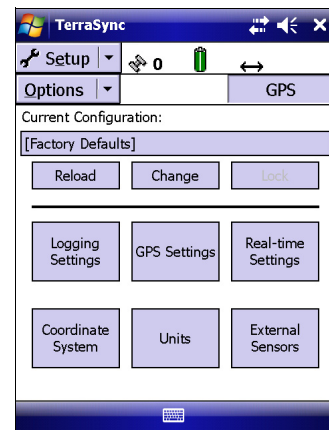 TerraSync
Setup
0
Options
GPS
Current Configuration:
[Factory Defaults]
Reload
Change
Lock
Logging
Settings
GPS Settings
Real-time
Settings
Coordinate
System
Units
External
Sensors